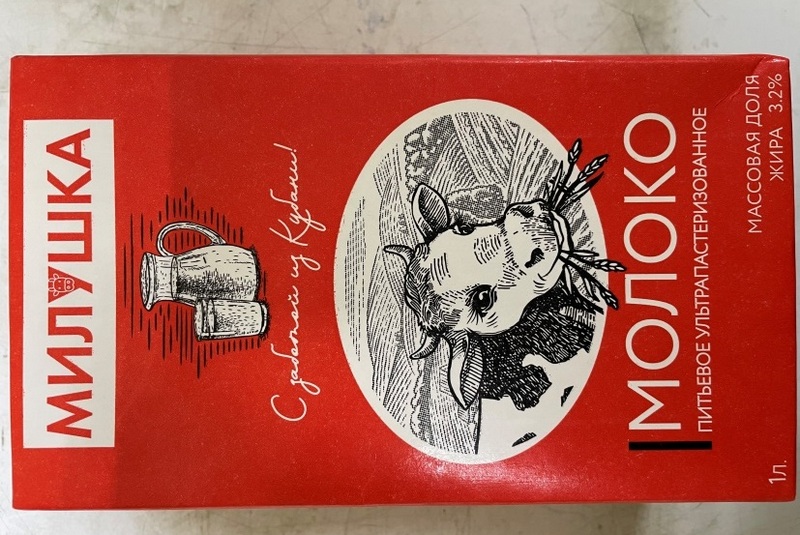 МИЛУШКА
С заботой из Кубани!
МОЛОКО
ПИТЬЕВОЕ УЛЬТРАПАСТЕРИЗОВАННОЕ
1л.
МАССОВАЯ ДОЛЯ
ЖИРА 3.2%